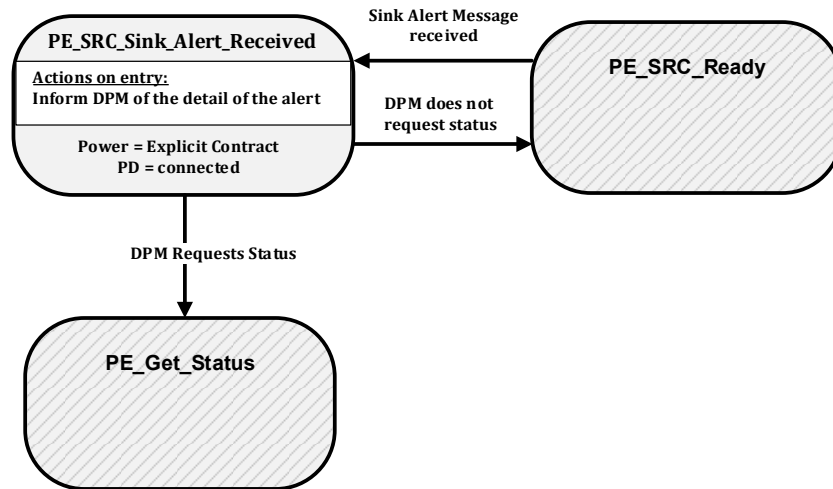 Sink Alert Message
received
PE_SRC_Sink_Alert_Received
Actions on entry:
Inform DPM of the detail of the alert
Power = Explicit Contract
PD = connected
PE_SRC_Ready
DPM does not
request status
DPM Requests Status
PE_Get_Status